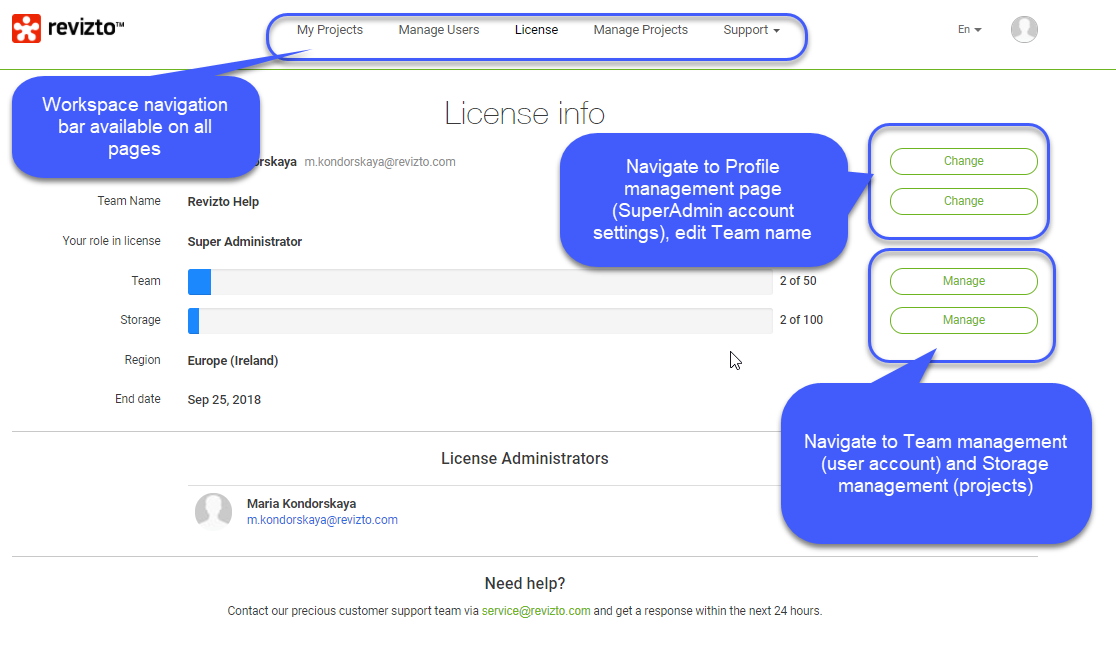 revizto™
My Projects Manage Users License Manage Projects Support
En
Workspace navigation
bar available on all
pages
License info
m.kondorskaya@revizto.com
Navigate to Profile
management page
(SuperAdmin account
settings), edit Team name
Change
Team Name Revizto Help
Change
Your role in license Super Administrator
Team 2 of 50 Manage
Storage 2 of 100 Manage
Region Europe (Ireland)
End date Sep 25, 2018
Navigate to Team management
(user account) and Storage
management (projects)
License Administrators
Maria Kondorskaya
m.kondorskaya@revizto.com
Need help?
Contact our precious customer support team via service@revizto.com and get a response within the next 24 hours.